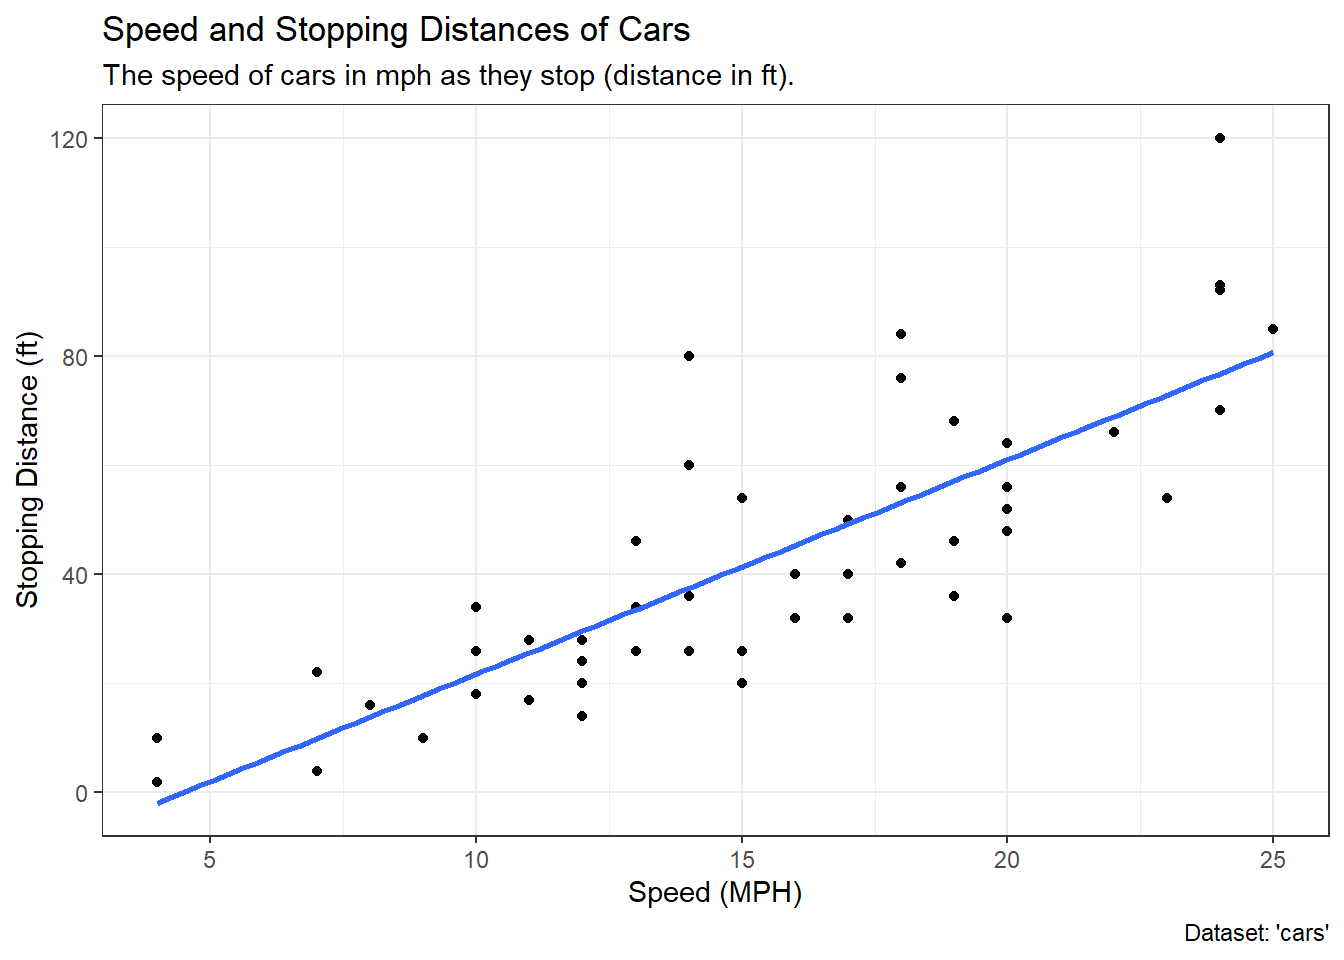 Speed and Stopping Distances of Cars
The speed of cars in mph as they stop (distance in ft).
120
80
40
0
Stopping Distance (ft)
5 10 15 20 25
Speed (MPH)
Dataset: 'cars'